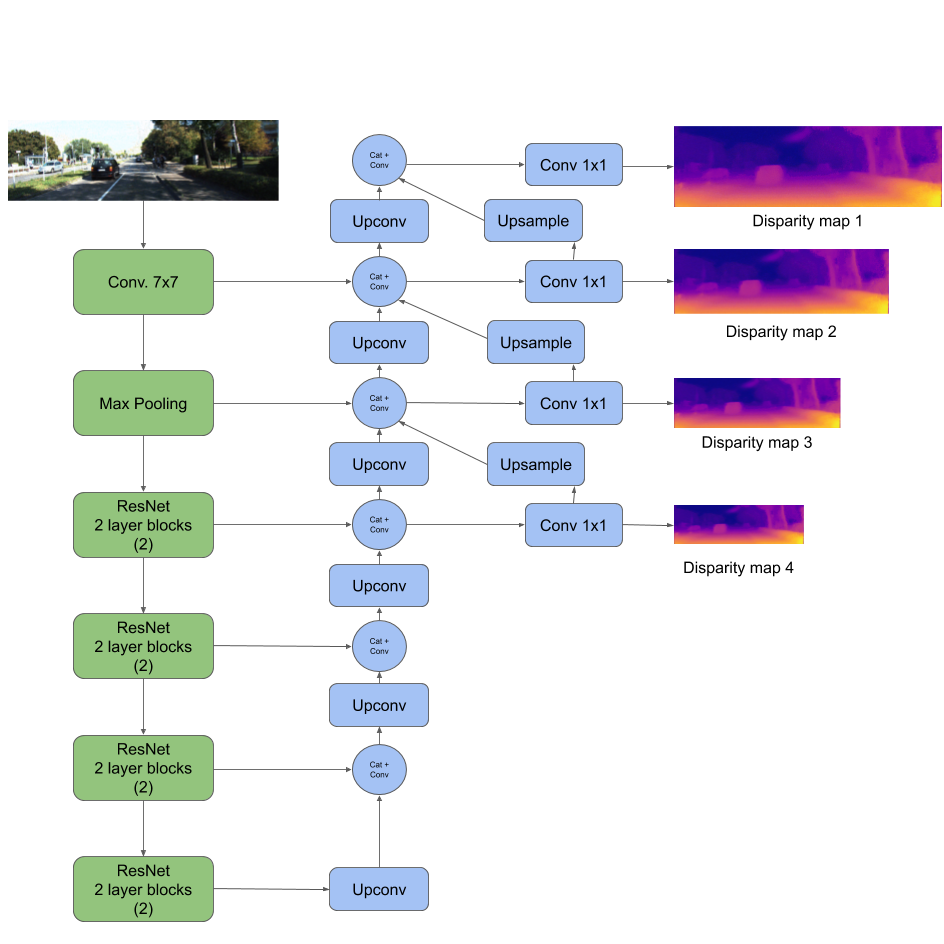 Cat +
Conv
Conv 1x1
Disparity map 1
Upconv
Upsample
Conv. 7x7
Cat +
Conv
Conv 1x1
Disparity map 2
Upconv
Upsample
Max Pooling
Cat +
Conv
Conv 1x1
Disparity map 3
Upconv
Upsample
ResNet
2 layer blocks
(2)
Cat +
Conv
Conv 1x1
Disparity map 4
Upconv
ResNet
2 layer blocks
(2)
Cat +
Conv
Upconv
ResNet
2 layer blocks
(2)
Cat +
Conv
ResNet
2 layer blocks
(2)
Upconv